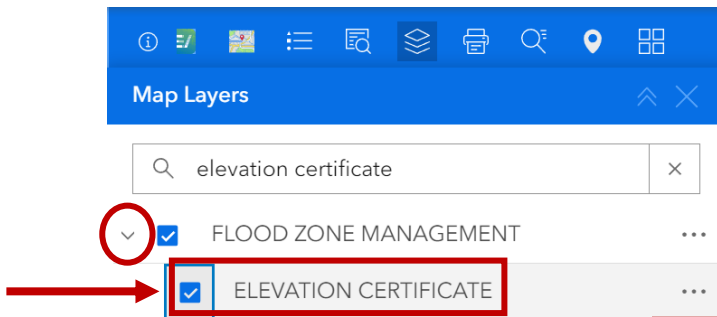 Map Layers
elevation certificate
FLOOD ZONE MANAGEMENT
ELEVATION CERTIFICATE